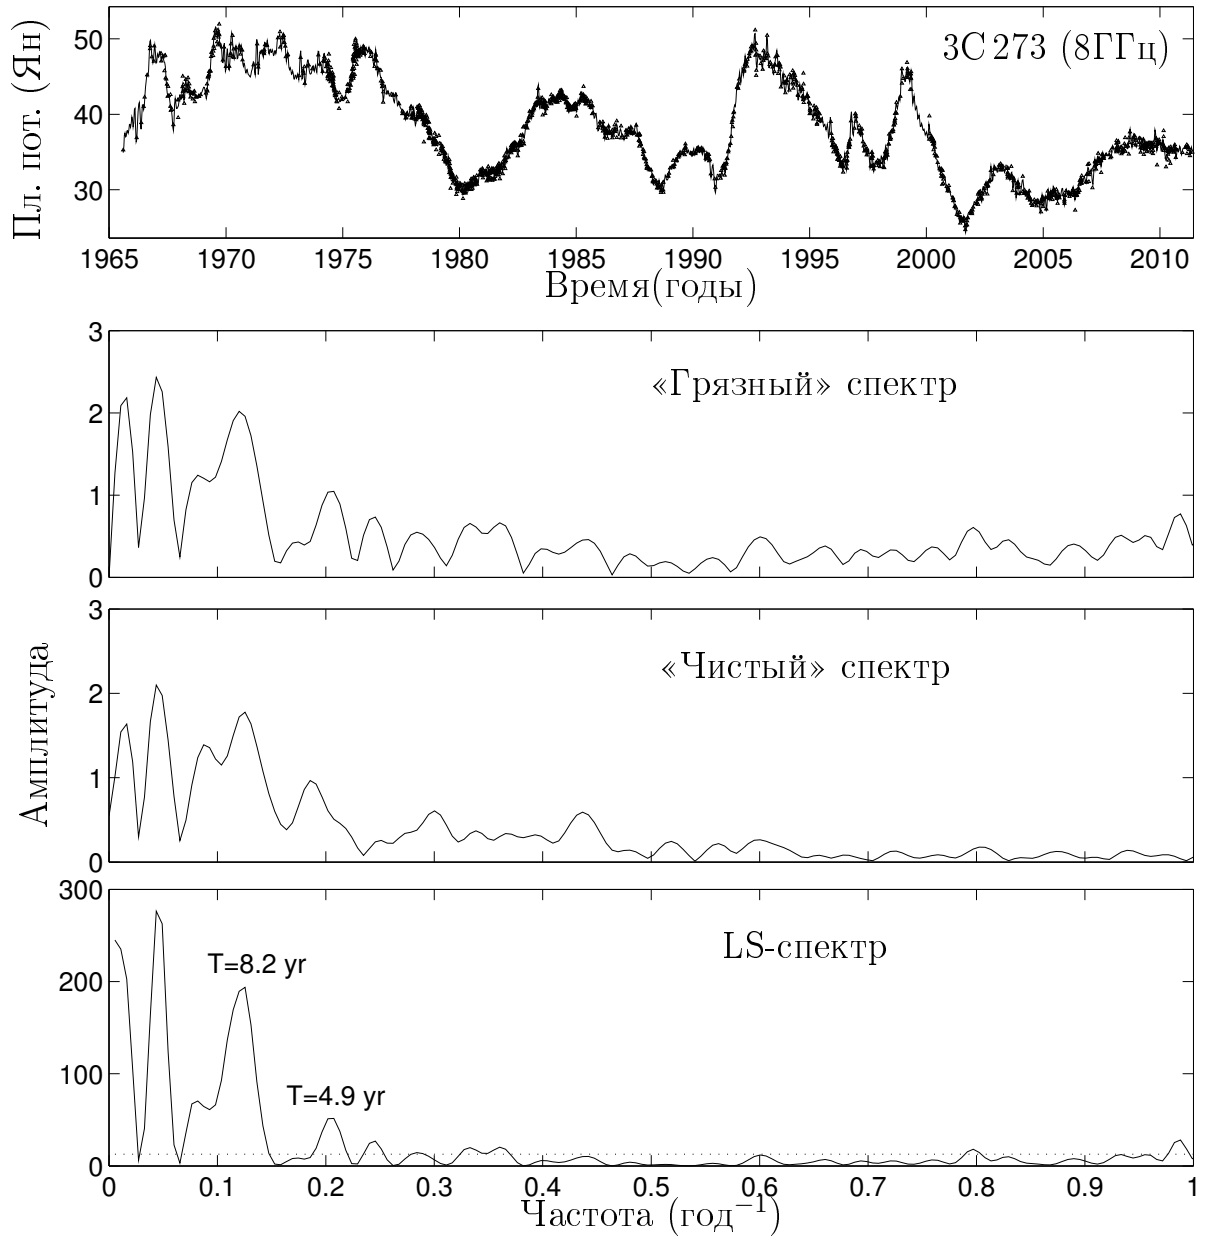 3C 273 (8ГГц)
Пл. пот. (Ян)
50
40
30
1965 1970 1975 1980 1985 1990 1995 2000 2005 2010
Время(годы)
«Грязный» спектр
3
2
1
0
«Чистый» спектр
3
2
1
0
Амплитуда
LS-спектр
T=8.2 yr
T=4.9 yr
300
200
100
0
0 0.1 0.2 0.3 0.4 0.5 0.6 0.7 0.8 0.9 1
Частота (год⁻¹)